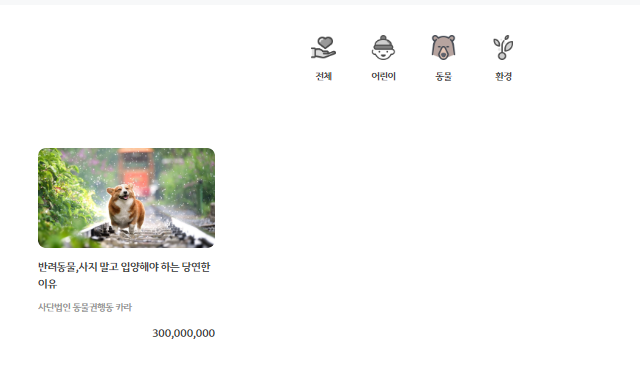 전체
어린이
동물
환경
반려동물,사지 말고 입양해야 하는 당연한
이유
사단법인 동물권행동 카라
300,000,000